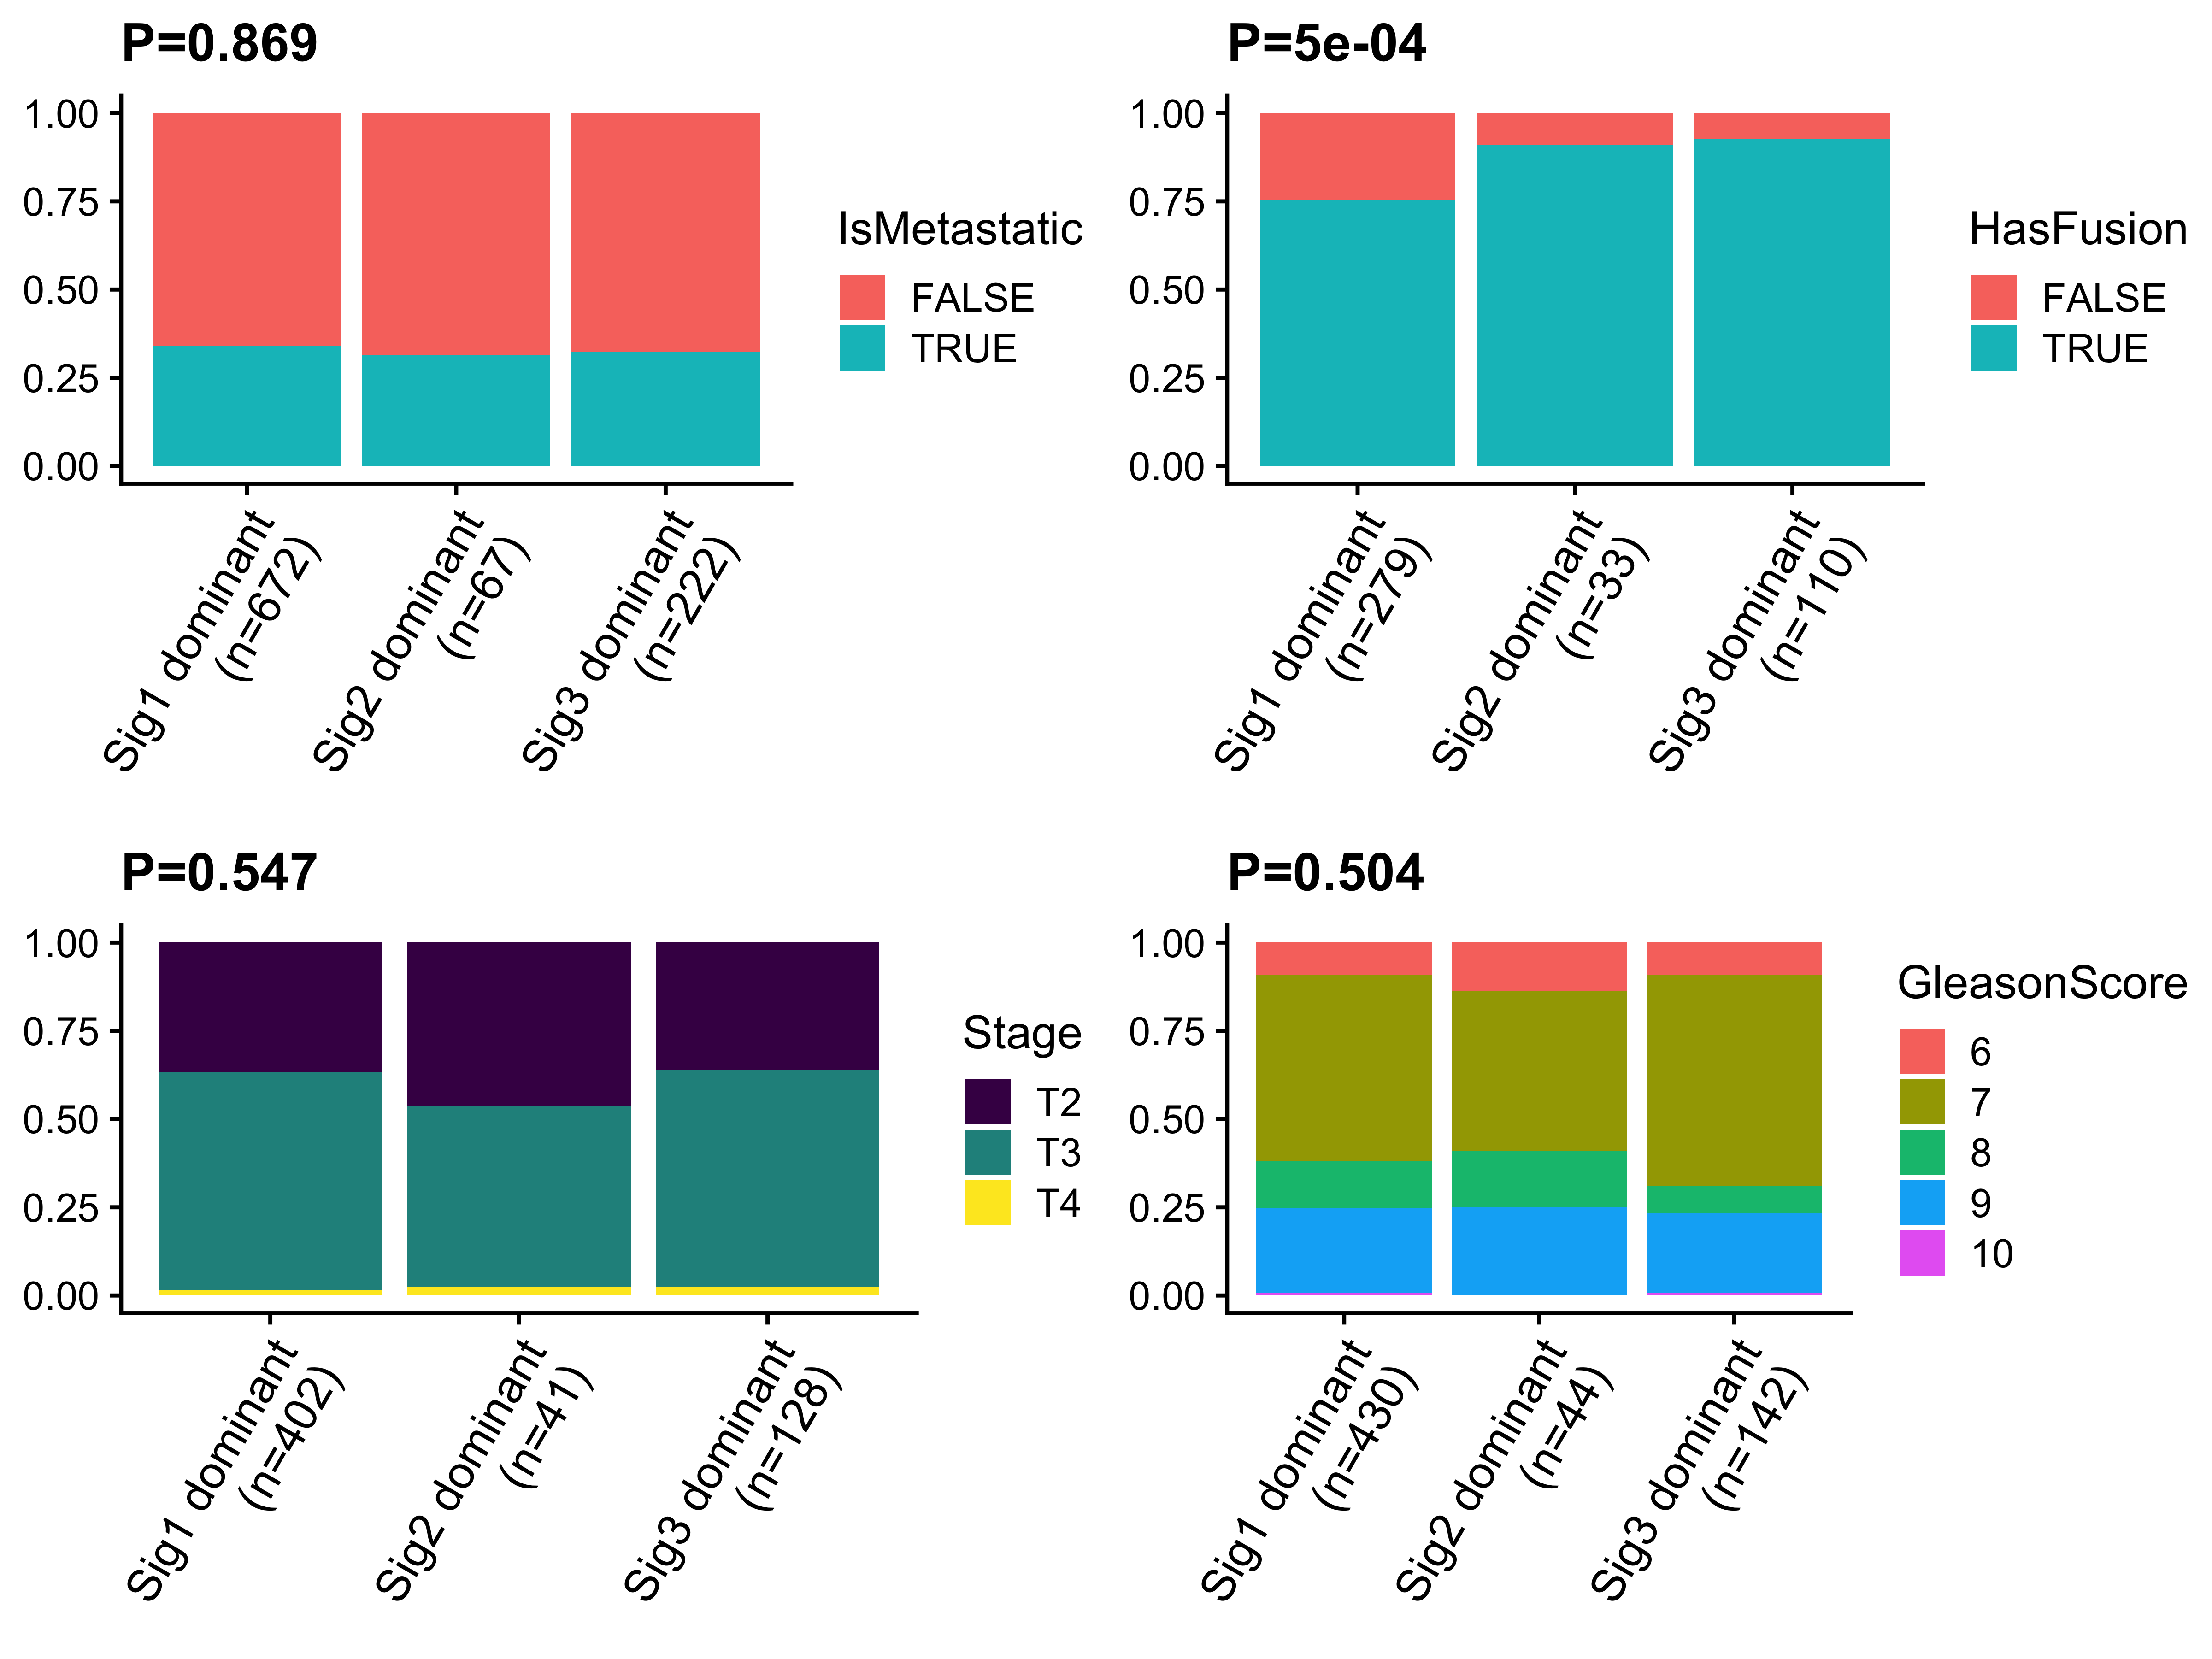 P=0.869
1.00
0.75
0.50
0.25
0.00
Sig1 dominant
(n=672)
Sig2 dominant
(n=67)
Sig3 dominant
(n=222)
IsMetastatic
FALSE
TRUE
P=5e-04
1.00
0.75
0.50
0.25
0.00
Sig1 dominant
(n=279)
Sig2 dominant
(n=33)
Sig3 dominant
(n=110)
HasFusion
FALSE
TRUE
P=0.547
1.00
0.75
0.50
0.25
0.00
Sig1 dominant
(n=402)
Sig2 dominant
(n=41)
Sig3 dominant
(n=128)
Stage
T2
T3
T4
P=0.504
1.00
0.75
0.50
0.25
0.00
Sig1 dominant
(n=430)
Sig2 dominant
(n=44)
Sig3 dominant
(n=142)
GleasonScore
6
7
8
9
10